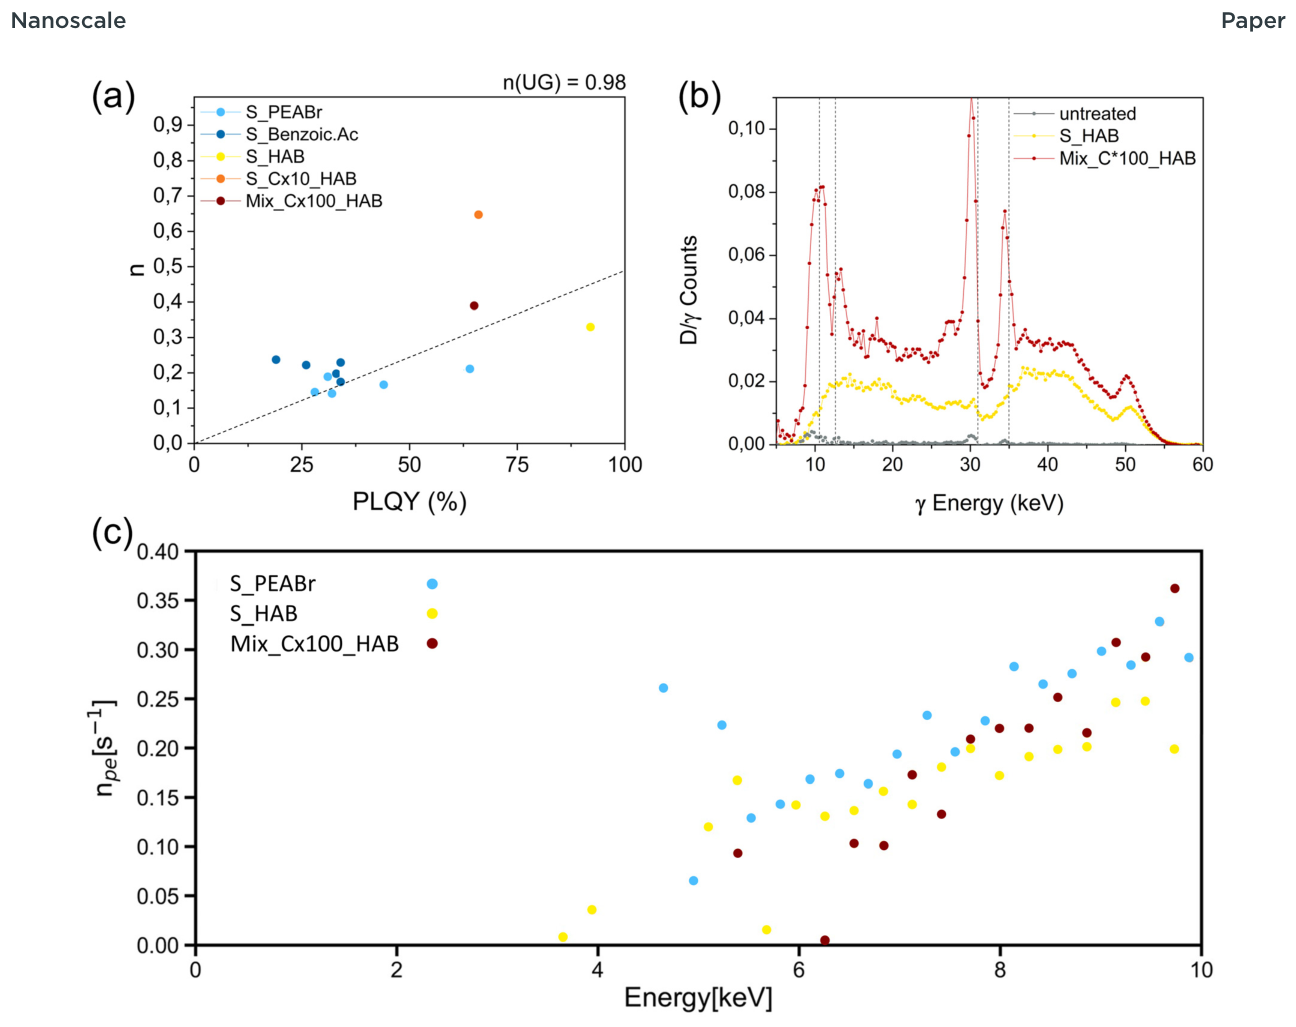 Nanoscale Paper
(a)
n(UG) = 0.98
S_PEABr
S_Benzoic.Ac
S_HAB
S_Cx10_HAB
Mix_Cx100_HAB
0,9
0,8
0,7
0,6
0,5
0,4
0,3
0,2
0,1
0,0
n
0 25 50 75 100
PLQY (%)
(b)
untreated
S_HAB
Mix_C*100_HAB
0,10
0,08
0,06
0,04
0,02
0,00
D/γ Counts
10 20 30 40 50 60
γ Energy (keV)
(c)
S_PEABr
S_HAB
Mix_Cx100_HAB
0.40
0.35
0.30
0.25
0.20
0.15
0.10
0.05
0.00
n_pe[s⁻¹]
0 2 4 6 8 10
Energy[keV]